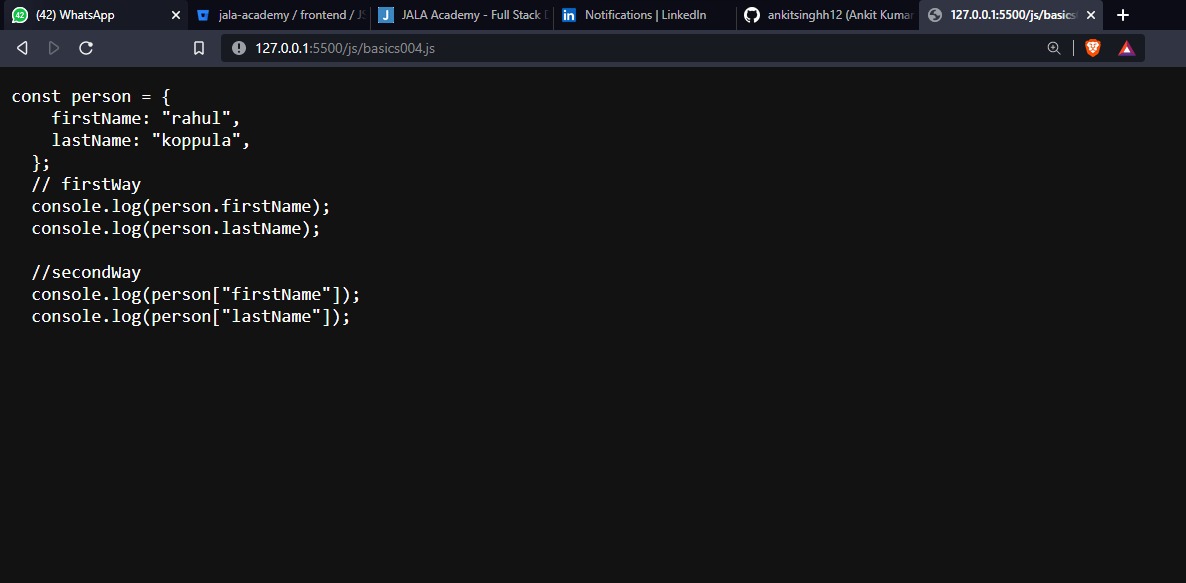 (42) WhatsApp
jala-academy / frontend / JS
JALA Academy - Full Stack D
Notifications | LinkedIn
ankitsinghh12 (Ankit Kumar
127.0.0.1:5500/js/basics
127.0.0.1:5500/js/basics004.js
const person = {
    firstName: "rahul",
    lastName: "koppula",
  };
  // firstWay
  console.log(person.firstName);
  console.log(person.lastName);
  //secondWay
  console.log(person["firstName"]);
  console.log(person["lastName"]);